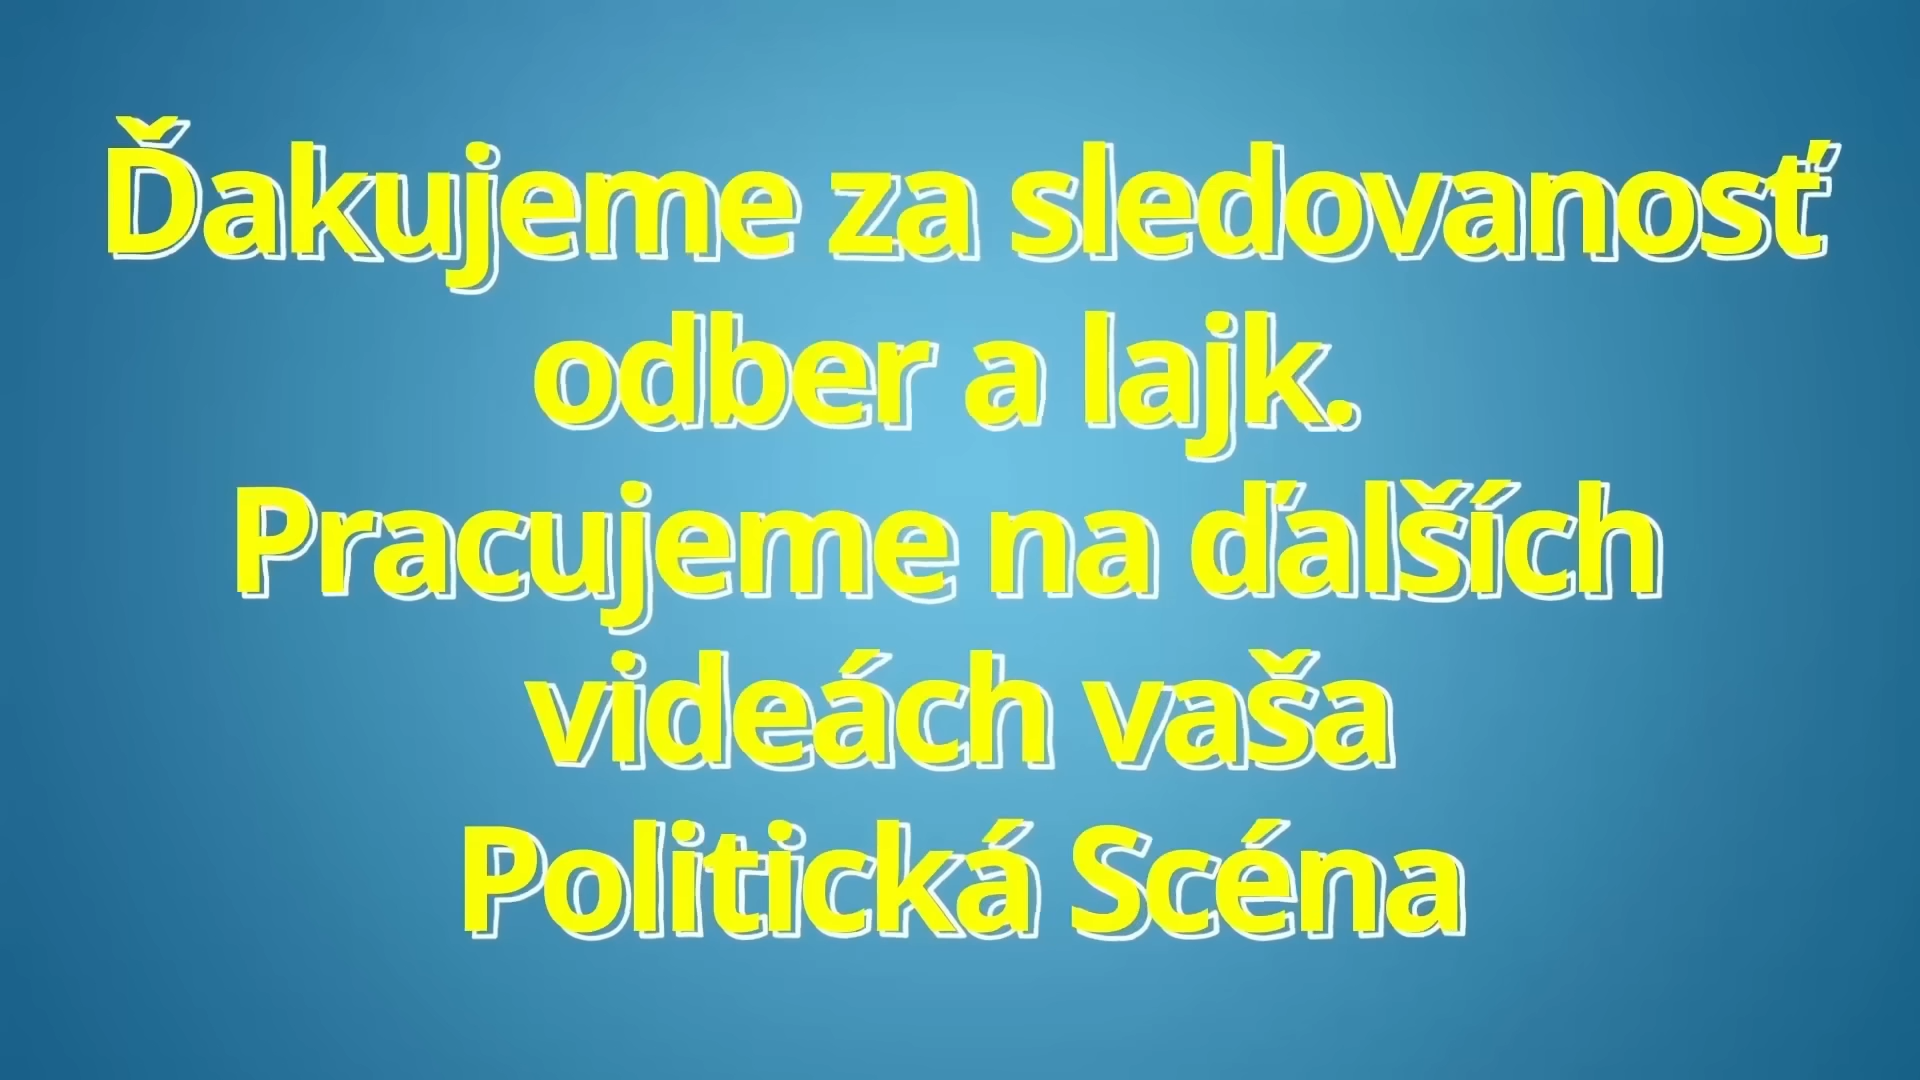 Ďakujeme za sledovanosť
odber a lajk.
Pracujeme na ďalších
videách vaša
Politická Scéna